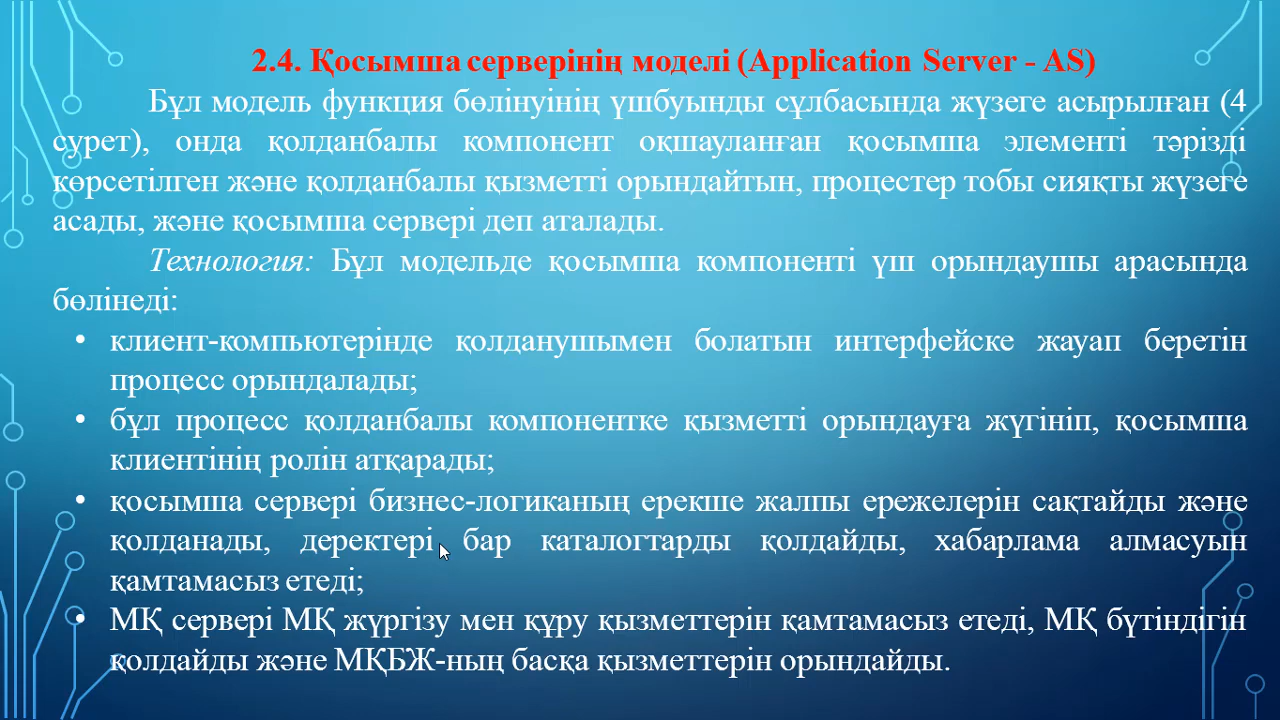 2.4. Қосымша серверінің моделі (Application Server - AS)
Бұл модель функция бөлінуінің үшбуынды сұлбасында жүзеге асырылған (4
сурет), онда қолданбалы компонент оқшауланған қосымша элементі тәрізді
көрсетілген және қолданбалы қызметті орындайтын, процестер тобы сияқты жүзеге
асады, және қосымша сервері деп аталады.
Технология: Бұл модельде қосымша компоненті үш орындаушы арасында
бөлінеді:
• клиент-компьютерінде қолданушымен болатын интерфейске жауап беретін
процесс орындалады;
• бұл процесс қолданбалы компонентке қызметті орындауға жүгініп, қосымша
клиентінің ролін атқарады;
• қосымша сервері бизнес-логиканың ерекше жалпы ережелерін сақтайды және
қолданады, деректері бар каталогтарды қолдайды, хабарлама алмасуын
қамтамасыз етеді;
• МҚ сервері МҚ жүргізу мен құру қызметтерін қамтамасыз етеді, МҚ бүтіндігін
қолдайды және МҚБЖ-ның басқа қызметтерін орындайды.